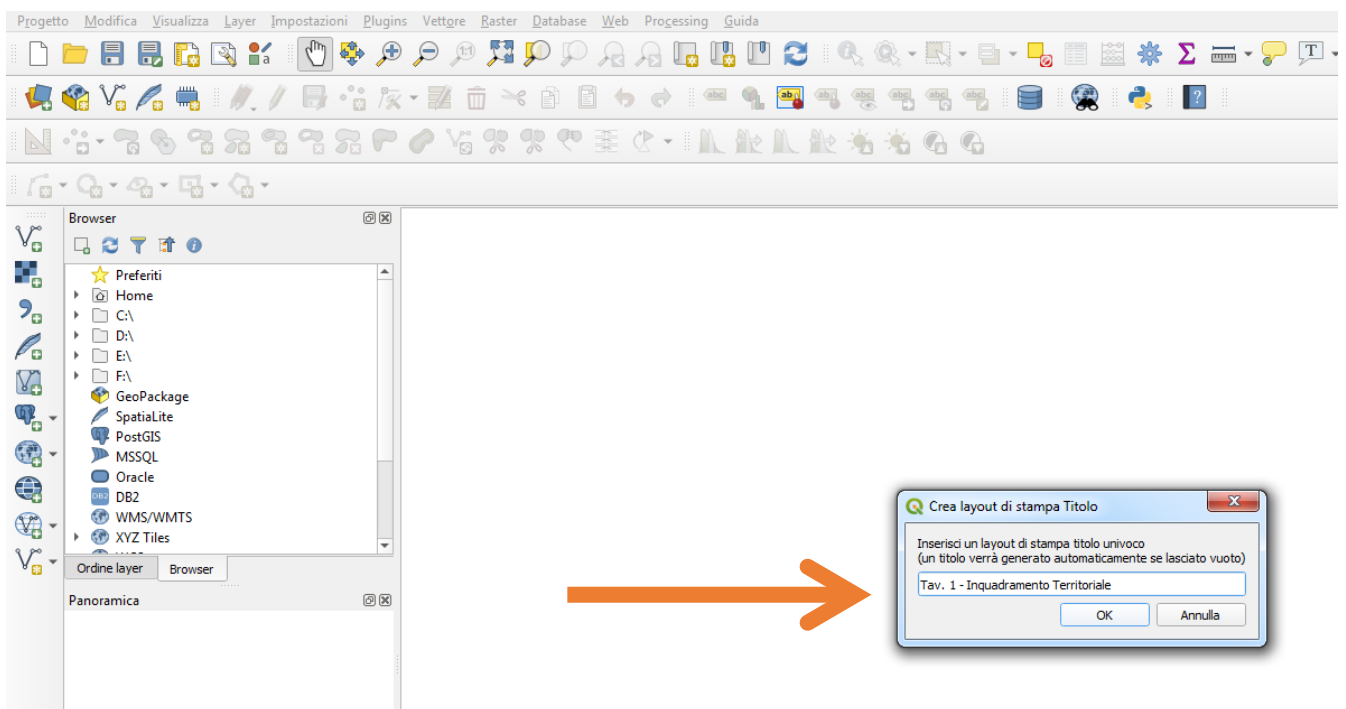 Progetto Modifica Visualizza Layer Impostazioni Plugins Vettore Raster Database Web Processing Guida
Browser
Preferiti
Home
C:\
D:\
E:\
F:\
GeoPackage
SpatiaLite
PostGIS
MSSQL
Oracle
DB2
WMS/WMTS
XYZ Tiles
Ordine layer Browser
Panoramica
Crea layout di stampa Titolo
Inserisci un layout di stampa titolo univoco
(un titolo verrà generato automaticamente se lasciato vuoto)
Tav. 1 - Inquadramento Territoriale
OK Annulla